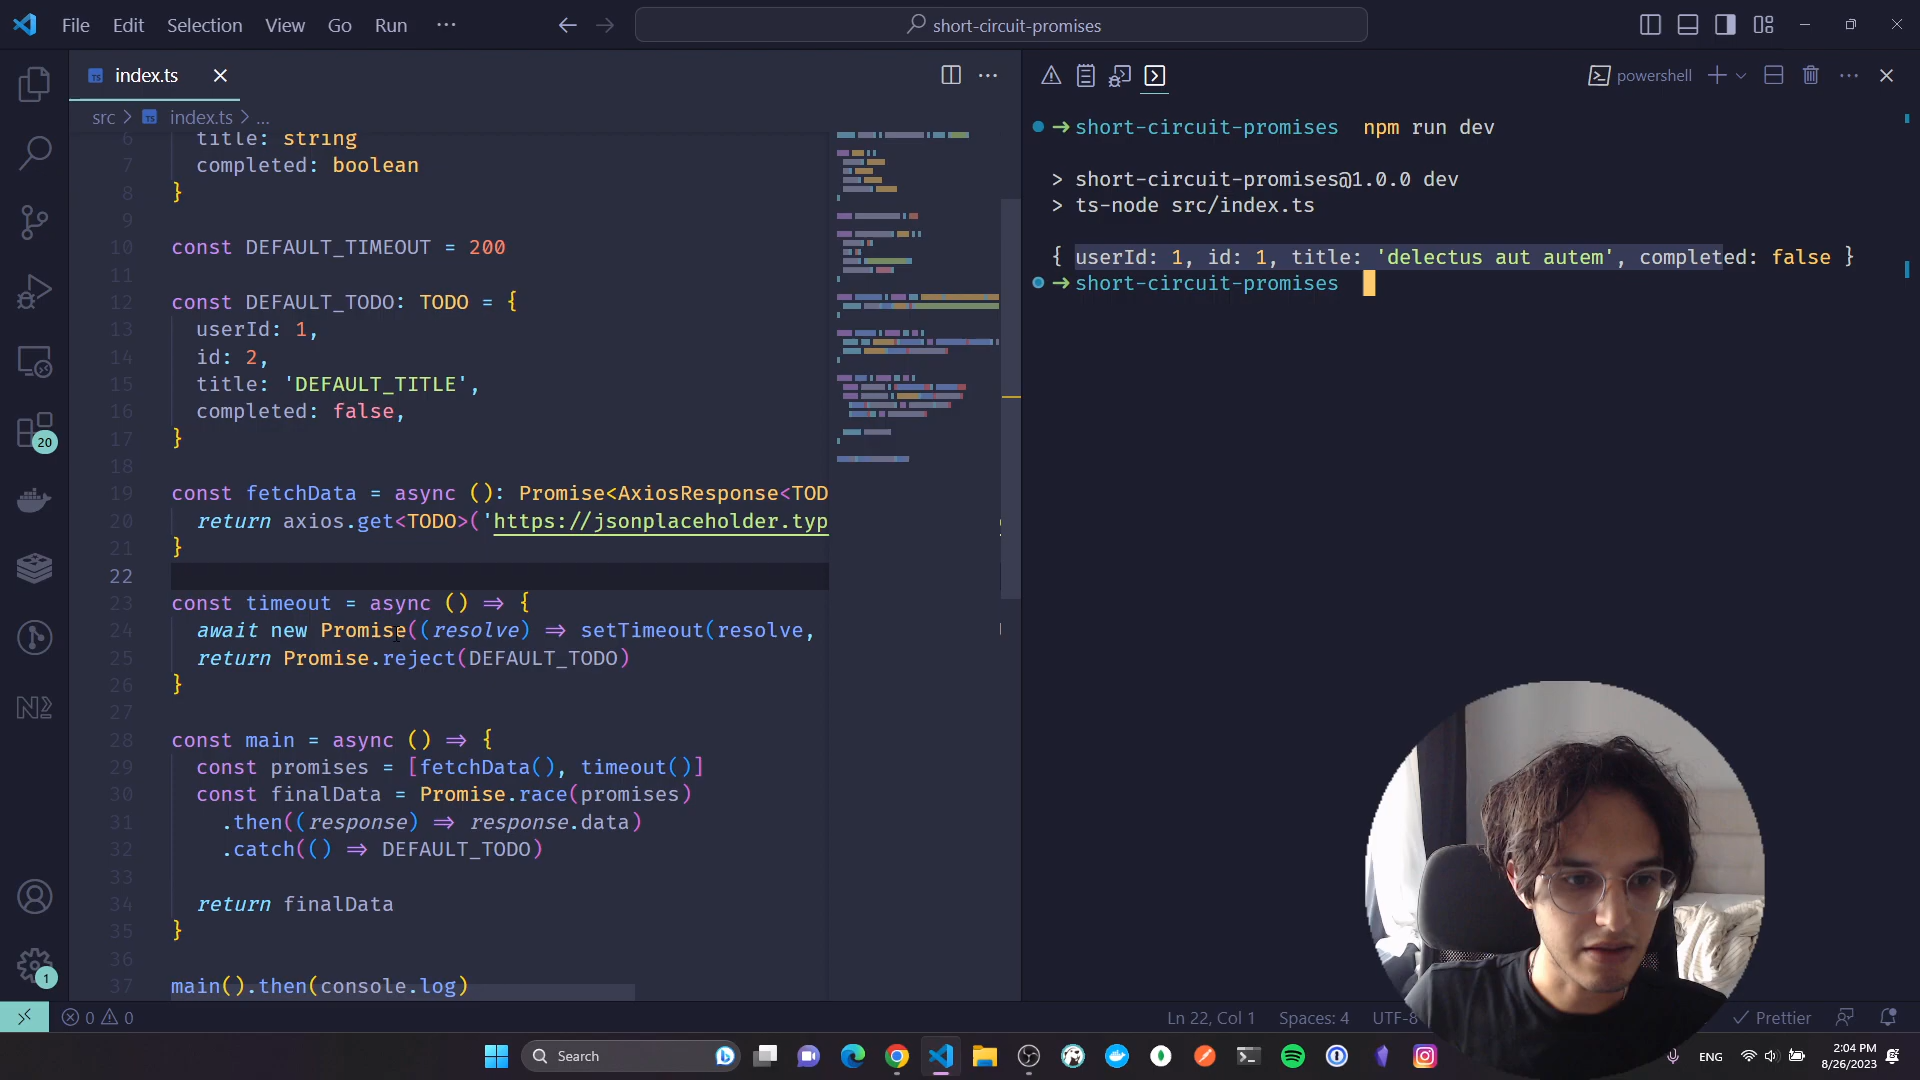 File Edit Selection View Go Run ···
short-circuit-promises
index.ts
src > index.ts > ...
6 title: string
7 completed: boolean
8 }
9
10 const DEFAULT_TIMEOUT = 200
11
12 const DEFAULT_TODO: TODO = {
13 userId: 1,
14 id: 2,
15 title: 'DEFAULT_TITLE',
16 completed: false,
17 }
18
19 const fetchData = async (): Promise<AxiosResponse<TOD
20 return axios.get<TODO>('https://jsonplaceholder.typ
21 }
22
23 const timeout = async () ⇒ {
24 await new Promise((resolve) ⇒ setTimeout(resolve,
25 return Promise.reject(DEFAULT_TODO)
26 }
27
28 const main = async () ⇒ {
29 const promises = [fetchData(), timeout()]
30 const finalData = Promise.race(promises)
31 .then((response) ⇒ response.data)
32 .catch(() ⇒ DEFAULT_TODO)
33
34 return finalData
35 }
36
37 main().then(console.log)
powershell
→ short-circuit-promises npm run dev
> short-circuit-promises@1.0.0 dev
> ts-node src/index.ts
{ userId: 1, id: 1, title: 'delectus aut autem', completed: false }
→ short-circuit-promises
20
N
1
0 0
Ln 22, Col 1 Spaces: 4 UTF-8
Prettier
Search
ENG
2:04 PM
8/26/2023